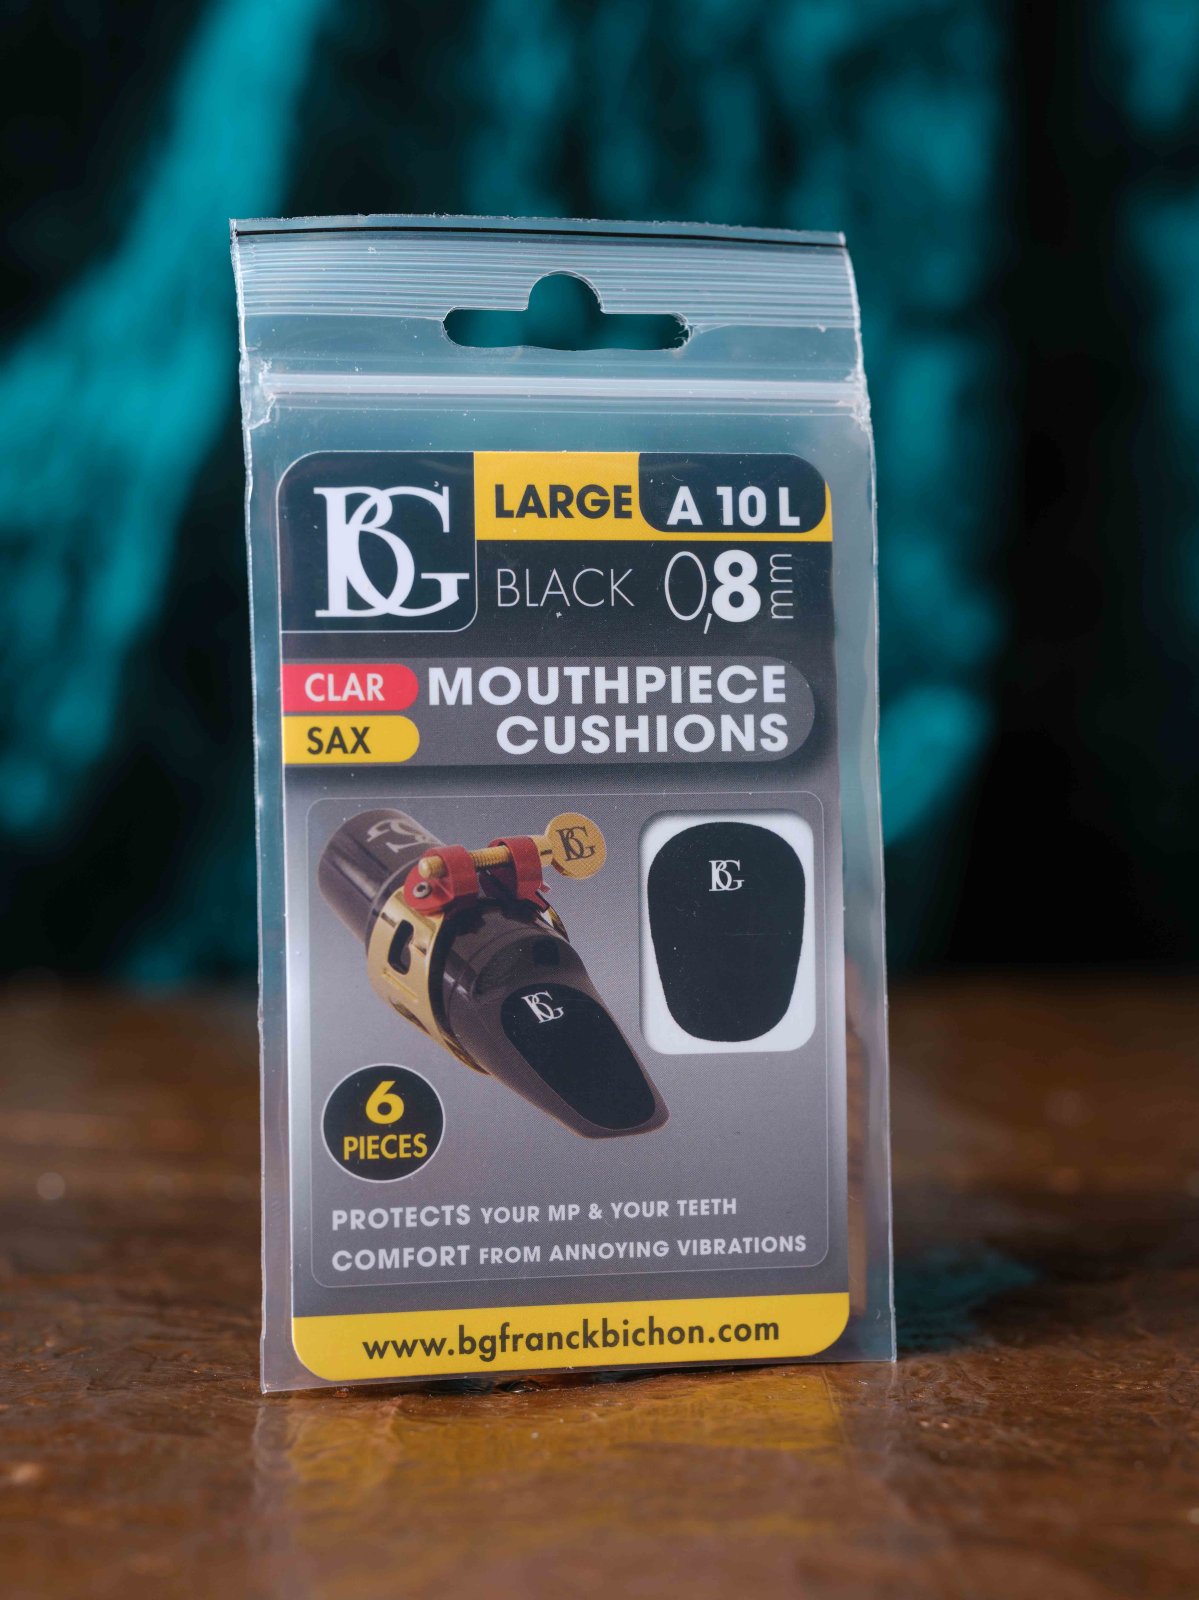 BG
LARGE
A 10 L
BLACK
0,8 mm
CLAR
SAX
MOUTHPIECE
CUSHIONS
BG
BG
BG
BG
6
PIECES
PROTECTS YOUR MP & YOUR TEETH
COMFORT FROM ANNOYING VIBRATIONS
www.bgfranckbichon.com